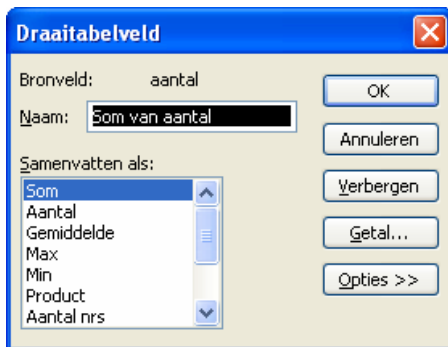 Draaitabelveld
Bronveld: aantal
OK
Naam: Som van aantal
Annuleren
Samenvatten als:
Verbergen
Som
Aantal
Gemiddelde
Max
Min
Product
Aantal nrs
Getal...
Opties >>